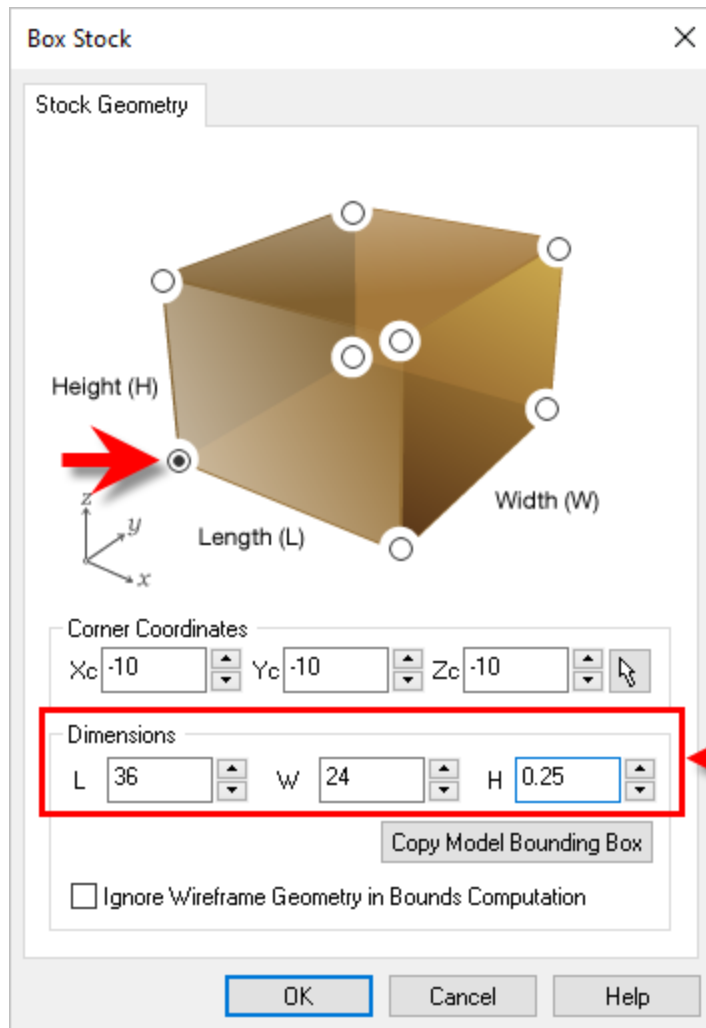 Box Stock
Stock Geometry
Height (H)
Width (W)
Length (L)
z
y
x
Corner Coordinates
Xc -10 Yc -10 Zc -10
Dimensions
L 36 W 24 H 0.25
Copy Model Bounding Box
Ignore Wireframe Geometry in Bounds Computation
OK Cancel Help